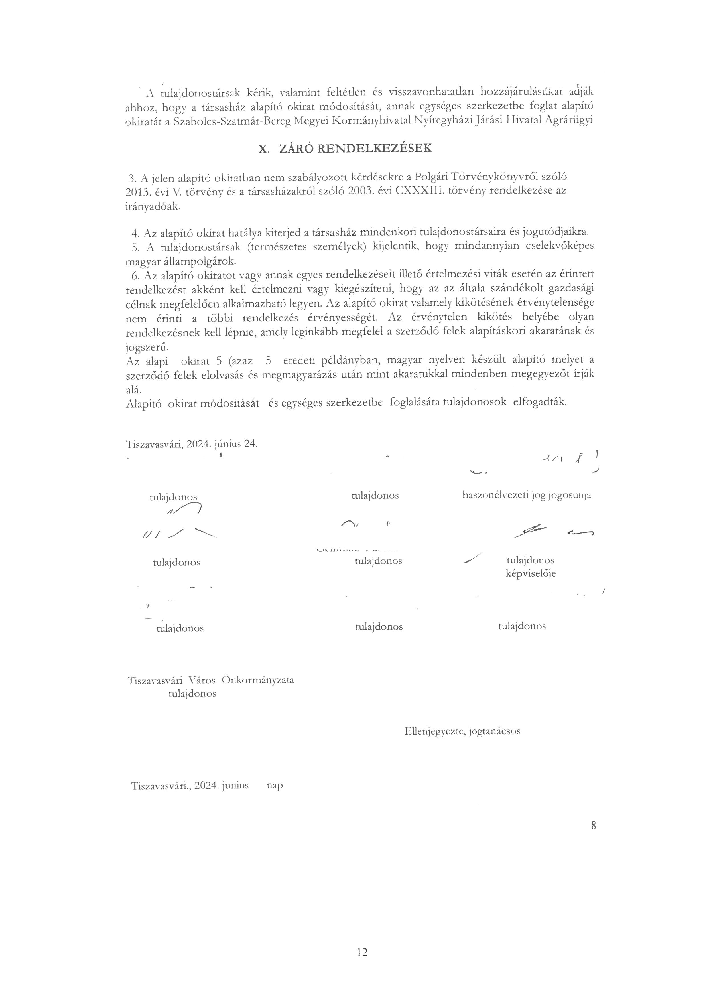 A tulajdonostársak kérik, valamint feltétlen és visszavonhatatlan hozzájárulásukat adják
ahhoz, hogy a társasház alapító okirat módosítását, annak egységes szerkezetbe foglat alapító
okiratát a Szabolcs-Szatmár-Bereg Megyei Kormányhivatal Nyíregyházi Járási Hivatal Agrárügyi
X. ZÁRÓ RENDELKEZÉSEK
3. A jelen alapító okiratban nem szabályozott kérdésekre a Polgári Törvénykönyvről szóló
2013. évi V. törvény és a társasházakról szóló 2003. évi CXXXIII. törvény rendelkezése az
irányadóak.
4. Az alapító okirat hatálya kiterjed a társasház mindenkori tulajdonostársaira és jogutódjaikra.
5. A tulajdonostársak (természetes személyek) kijelentik, hogy mindannyian cselekvőképes
magyar állampolgárok.
6. Az alapító okiratot vagy annak egyes rendelkezéseit illető értelmezési viták esetén az érintett
rendelkezést akként kell értelmezni vagy kiegészíteni, hogy az az általa szándékolt gazdasági
célnak megfelelően alkalmazható legyen. Az alapító okirat valamely kikötésének érvénytelensége
nem érinti a többi rendelkezés érvényességét. Az érvénytelen kikötés helyébe olyan
rendelkezésnek kell lépnie, amely leginkább megfelel a szerződő felek alapításkori akaratának és
jogszerű.
Az alapi okirat 5 (azaz 5 eredeti példányban, magyar nyelven készült alapító melyet a
szerződő felek elolvasás és megmagyarázás után mint akaratukkal mindenben megegyezőt írják
alá.
Alapitó okirat módositását és egységes szerkezetbe foglalásáta tulajdonosok elfogadták.
Tiszavasvári, 2024. június 24.
tulajdonos tulajdonos haszonélvezeti jog jogosultja
tulajdonos tulajdonos tulajdonos
képviselője
tulajdonos tulajdonos tulajdonos
Tiszavasvári Város Önkormányzata
tulajdonos
Ellenjegyezte, jogtanácsos
Tiszavasvári., 2024. junius nap
8
12